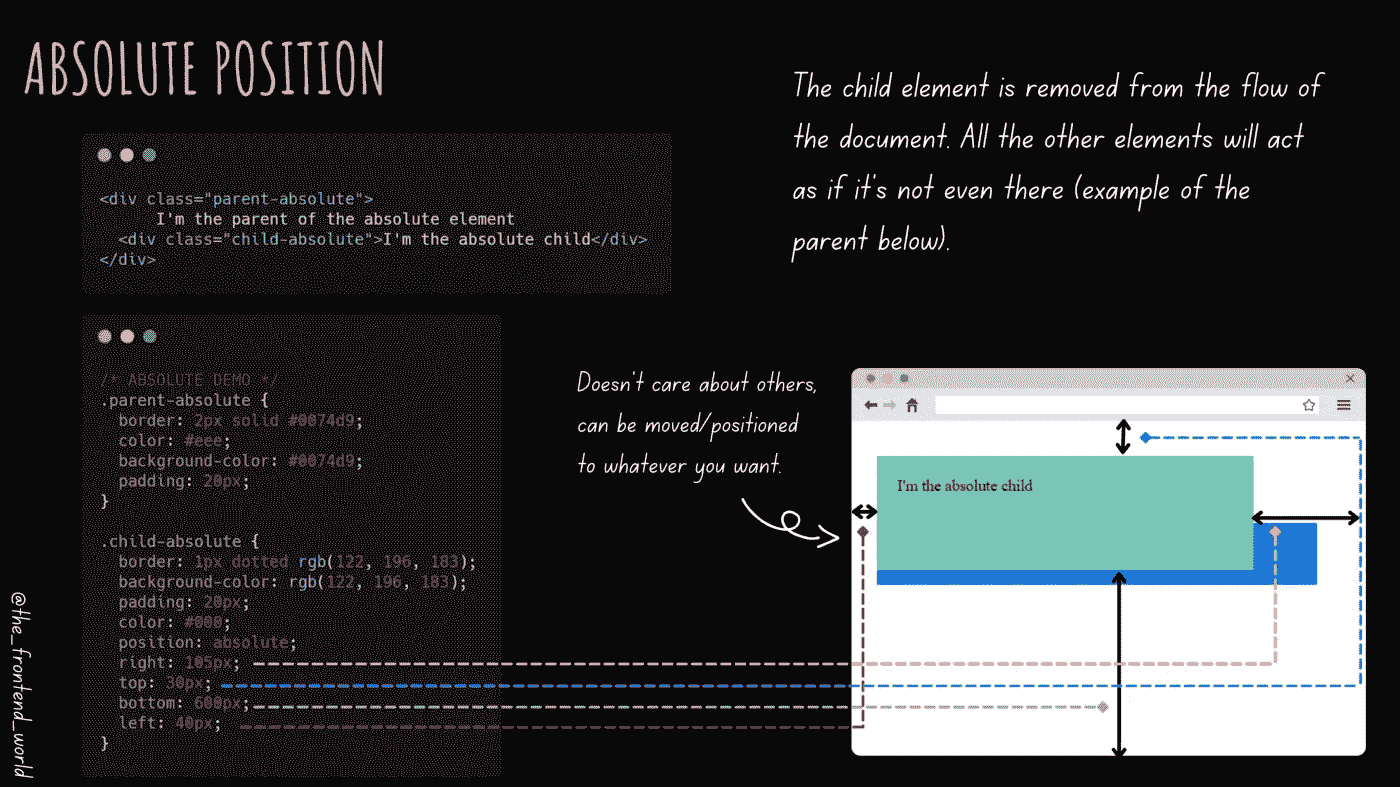 ABSOLUTE POSITION
The child element is removed from the flow of
the document. All the other elements will act
as if it's not even there (example of the
parent below).
<div class="parent-absolute">
I'm the parent of the absolute element
<div class="child-absolute">I'm the absolute child</div>
</div>
/* ABSOLUTE DEMO */
.parent-absolute {
border: 2px solid #0074d9;
color: #eee;
background-color: #0074d9;
padding: 20px;
}
.child-absolute {
border: 1px dotted rgb(122, 196, 183);
background-color: rgb(122, 196, 183);
padding: 20px;
color: #000;
position: absolute;
right: 105px;
top: 30px;
bottom: 600px;
left: 40px;
}
Doesn't care about others,
can be moved/positioned
to whatever you want.
I'm the absolute child
@the_frontend_world